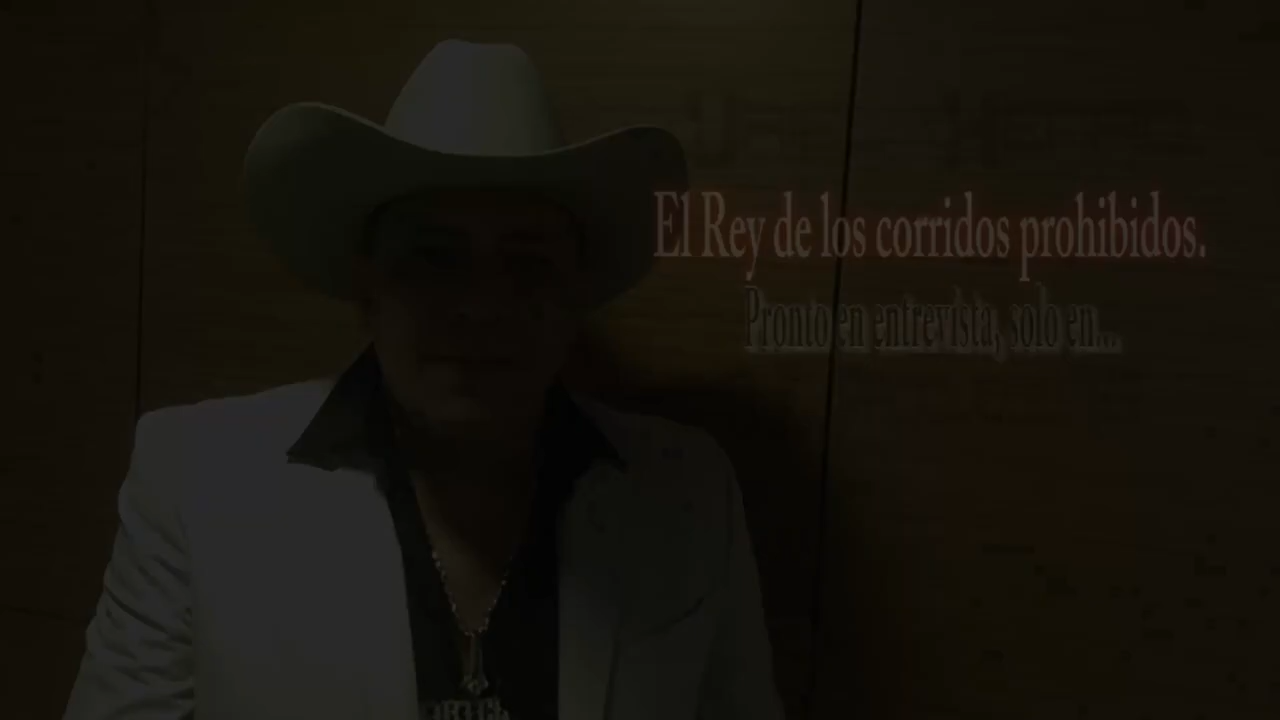 El Rey de los corridos prohibidos.
Pronto en entrevista, solo en...